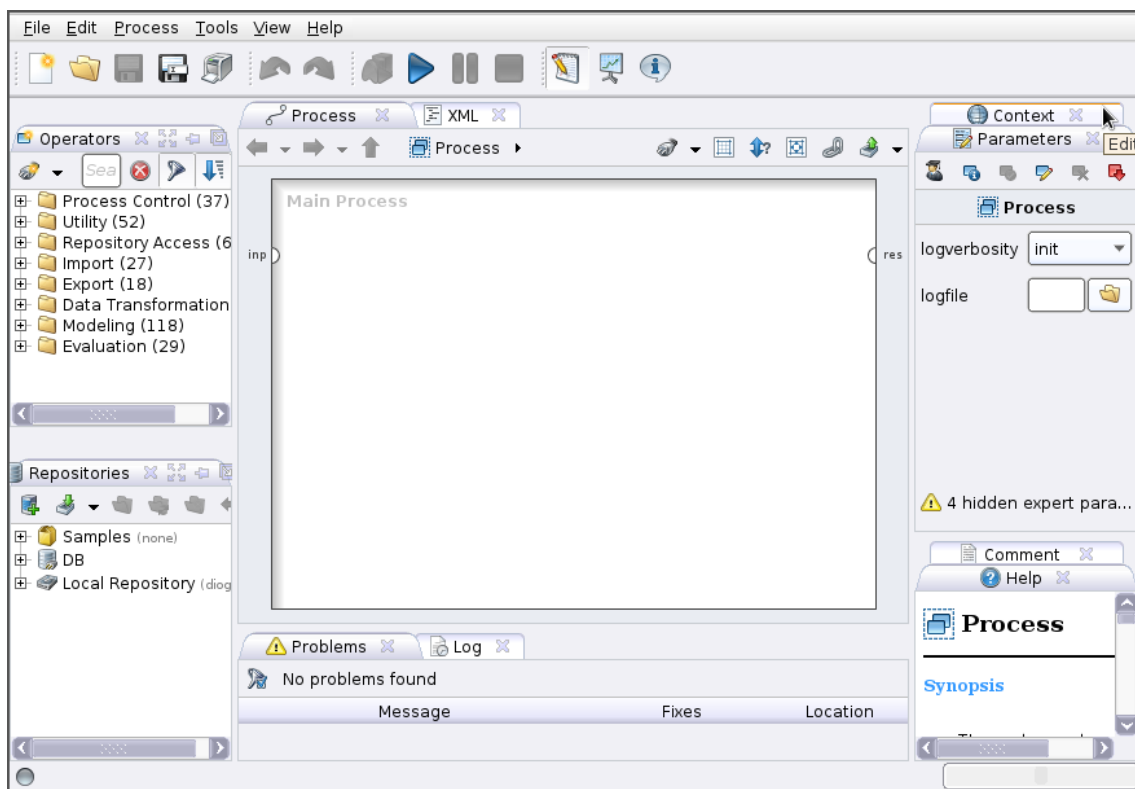 File Edit Process Tools View Help
Process XML
Context
Operators
Parameters
Edit
Process
Sea
Process
Process Control (37)
Utility (52)
Repository Access (6
Import (27)
Export (18)
Data Transformation
Modeling (118)
Evaluation (29)
Main Process
inp
res
logverbosity init
logfile
Repositories
Samples (none)
DB
Local Repository (diog
4 hidden expert para...
Comment
Help
Process
Synopsis
Problems Log
No problems found
Message Fixes Location